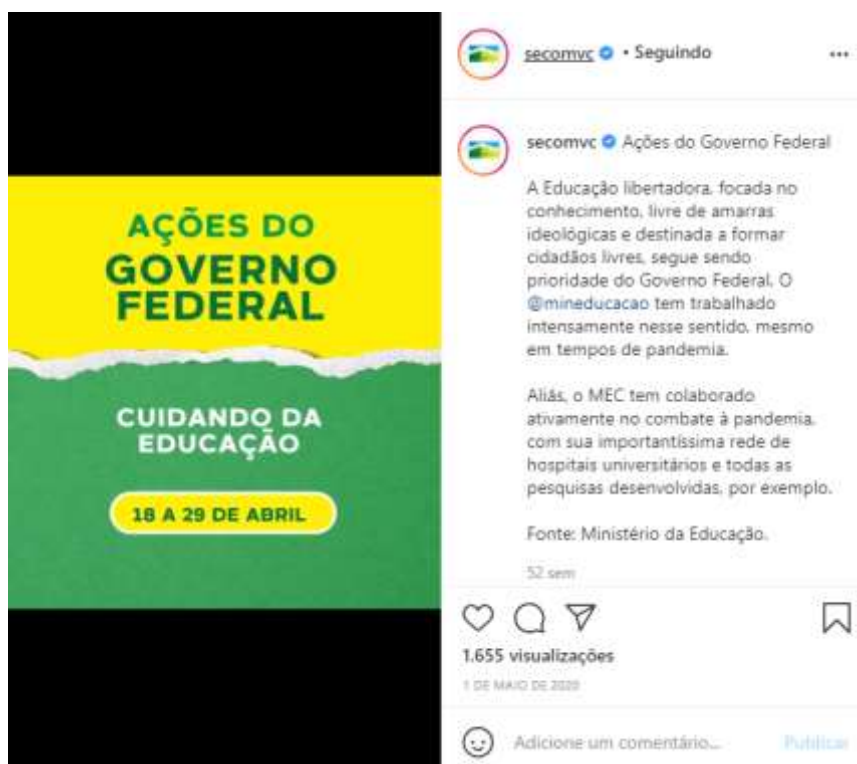 AÇÕES DO
GOVERNO
FEDERAL
CUIDANDO DA
EDUCAÇÃO
18 A 29 DE ABRIL
secomvc • Seguindo
secomvc Ações do Governo Federal
A Educação libertadora, focada no
conhecimento, livre de amarras
ideológicas e destinada a formar
cidadãos livres, segue sendo
prioridade do Governo Federal. O
@mineducacao tem trabalhado
intensamente nesse sentido, mesmo
em tempos de pandemia.
Aliás, o MEC tem colaborado
ativamente no combate à pandemia,
com sua importantíssima rede de
hospitais universitários e todas as
pesquisas desenvolvidas, por exemplo.
Fonte: Ministério da Educação.
52 sem
1.655 visualizações
1 DE MAIO DE 2020
Adicione um comentário... Publicar